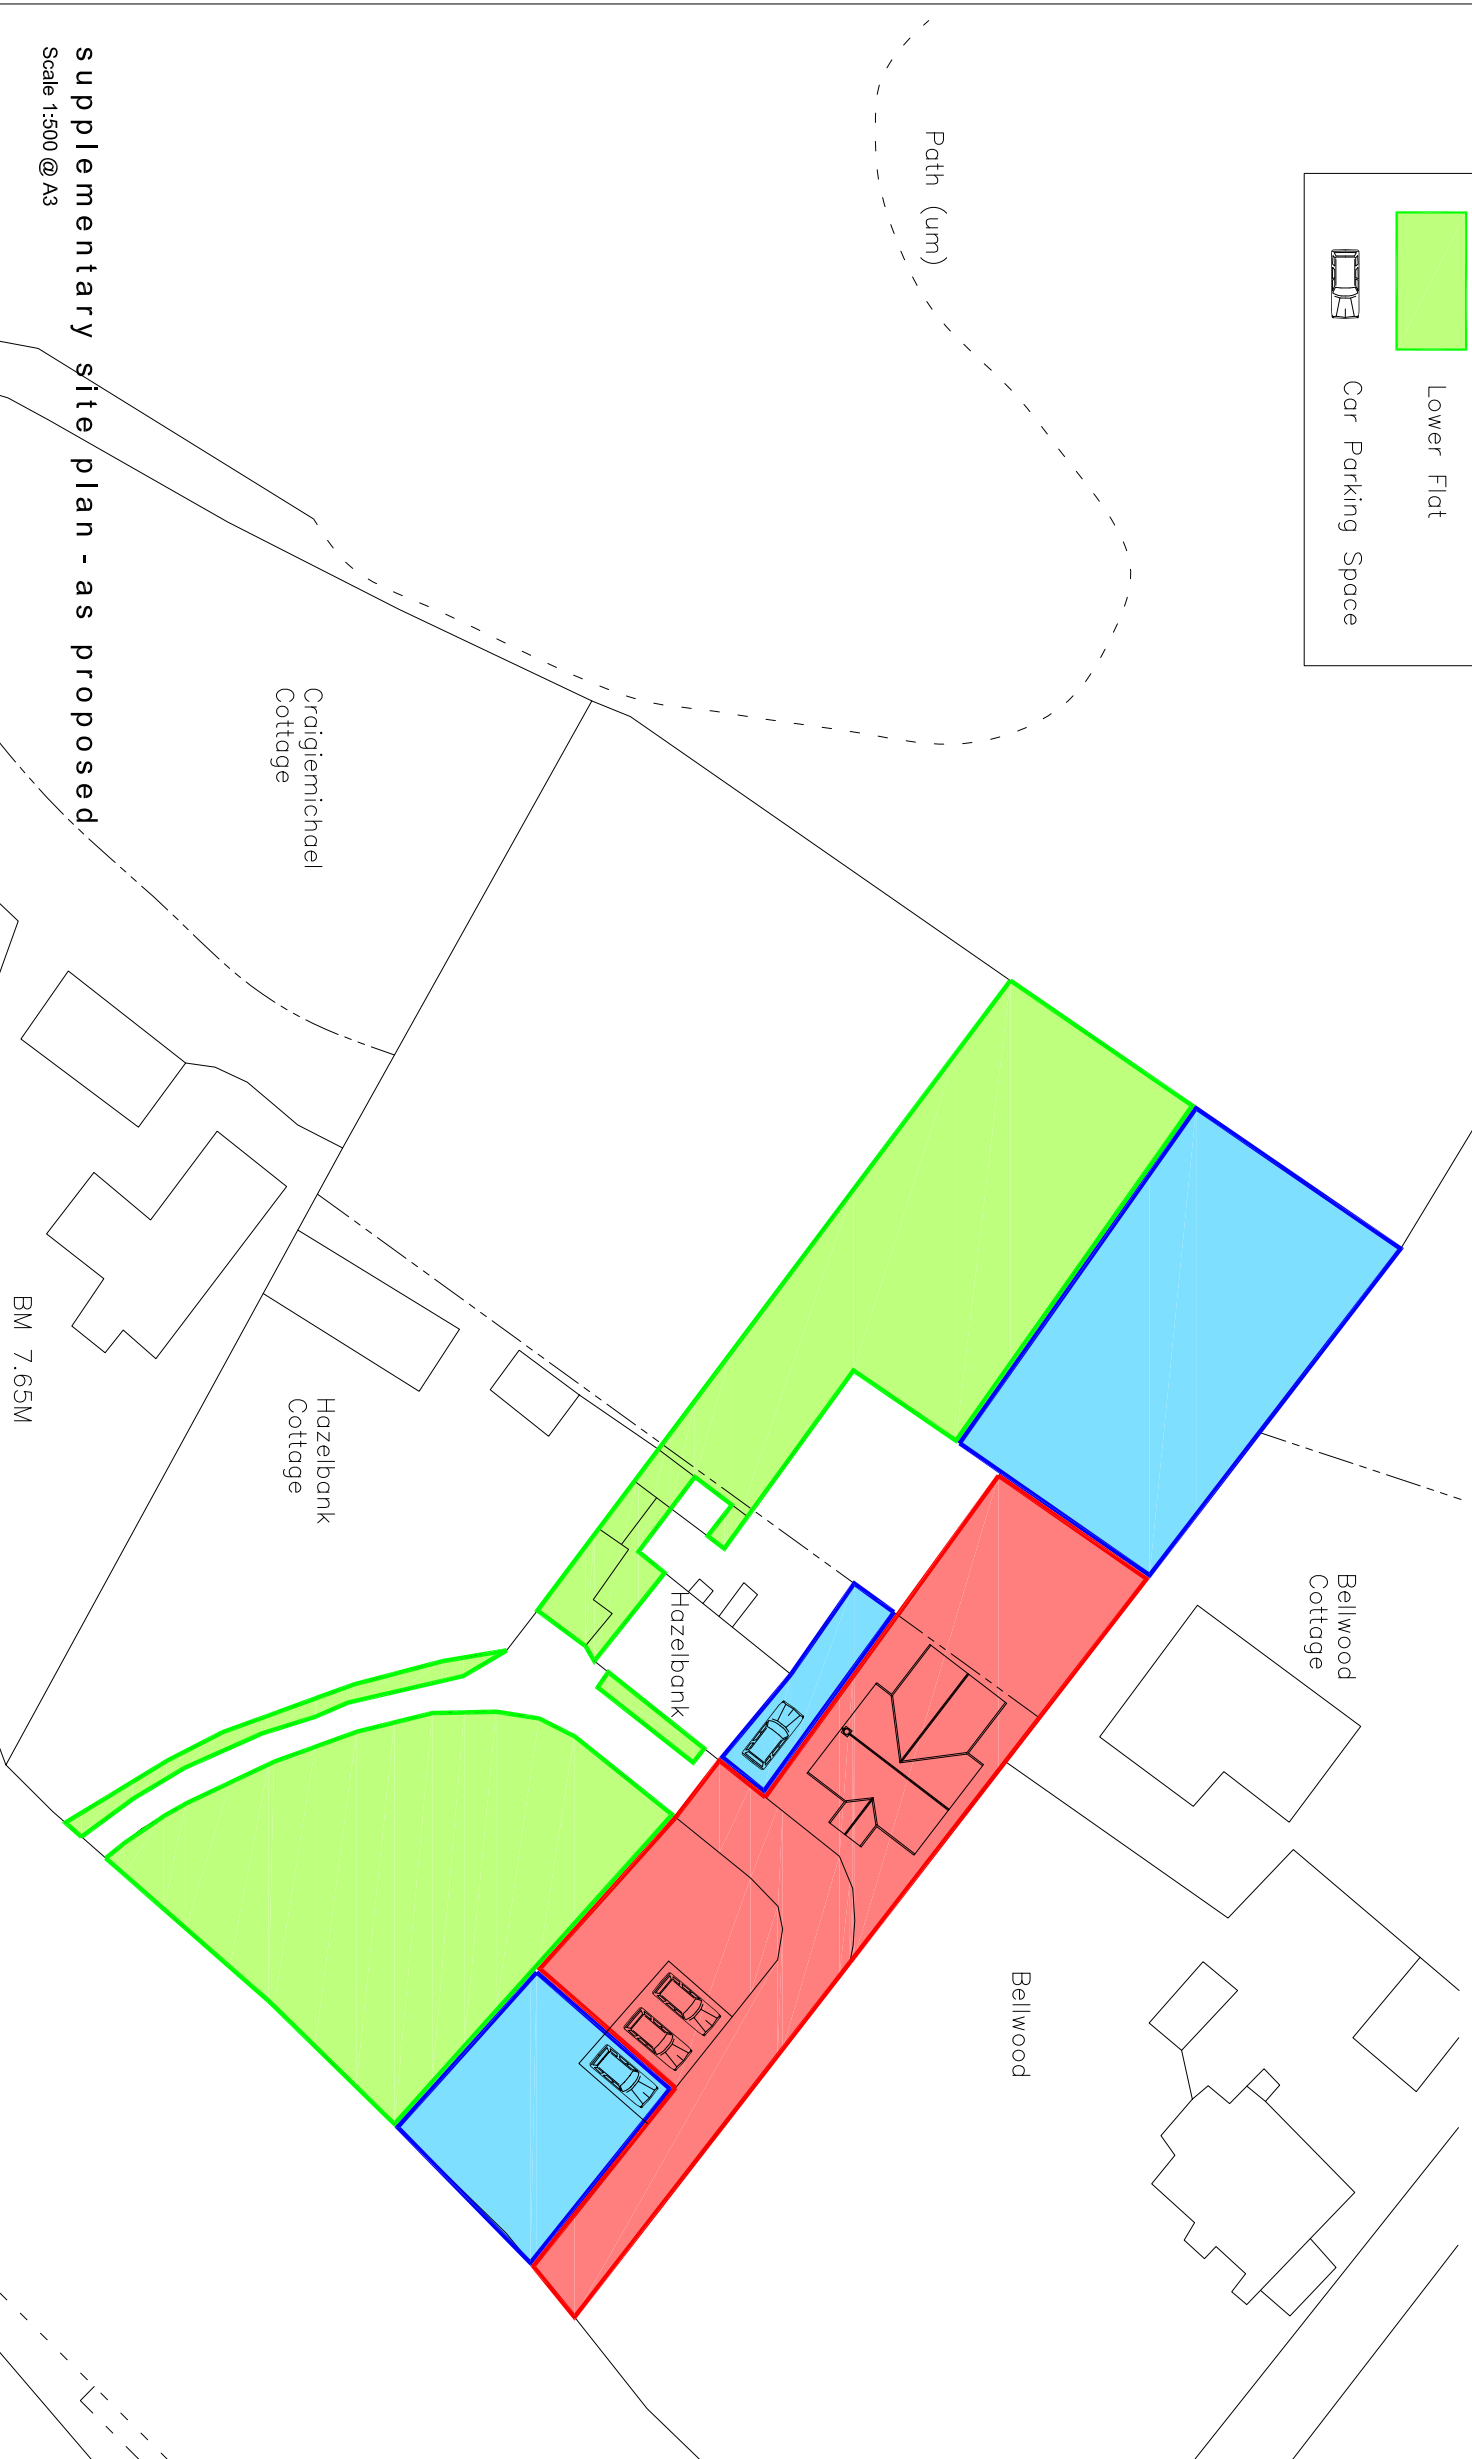 Lower Flat
Car Parking Space
Path (um)
Bellwood
Cottage
Bellwood
Hazelbank
Craigiemichael
Cottage
Hazelbank
Cottage
BM 7.65M
supplementary site plan - as proposed
Scale 1:500 @ A3